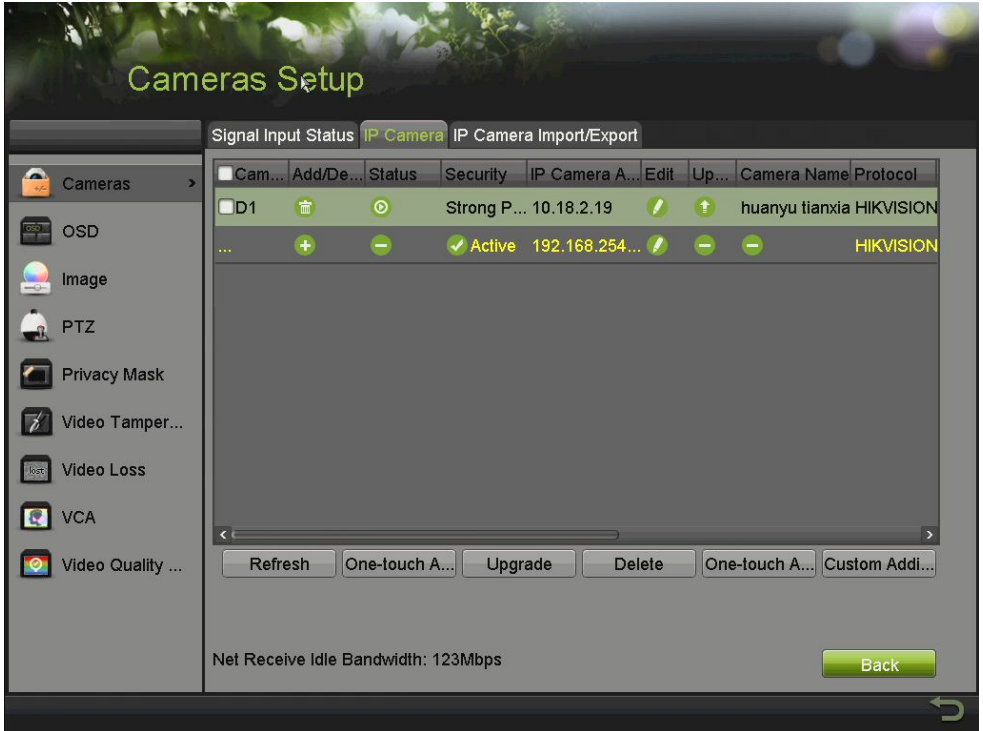 Cameras Setup
Signal Input Status IP Camera IP Camera Import/Export
Cam... Add/De... Status Security IP Camera A... Edit Up... Camera Name Protocol
D1 Strong P... 10.18.2.19 huanyu tianxia HIKVISION
... Active 192.168.254... HIKVISION
Cameras >
OSD
Image
PTZ
Privacy Mask
Video Tamper...
Video Loss
VCA
Video Quality ...
Refresh One-touch A... Upgrade Delete One-touch A... Custom Addi...
Net Receive Idle Bandwidth: 123Mbps
Back